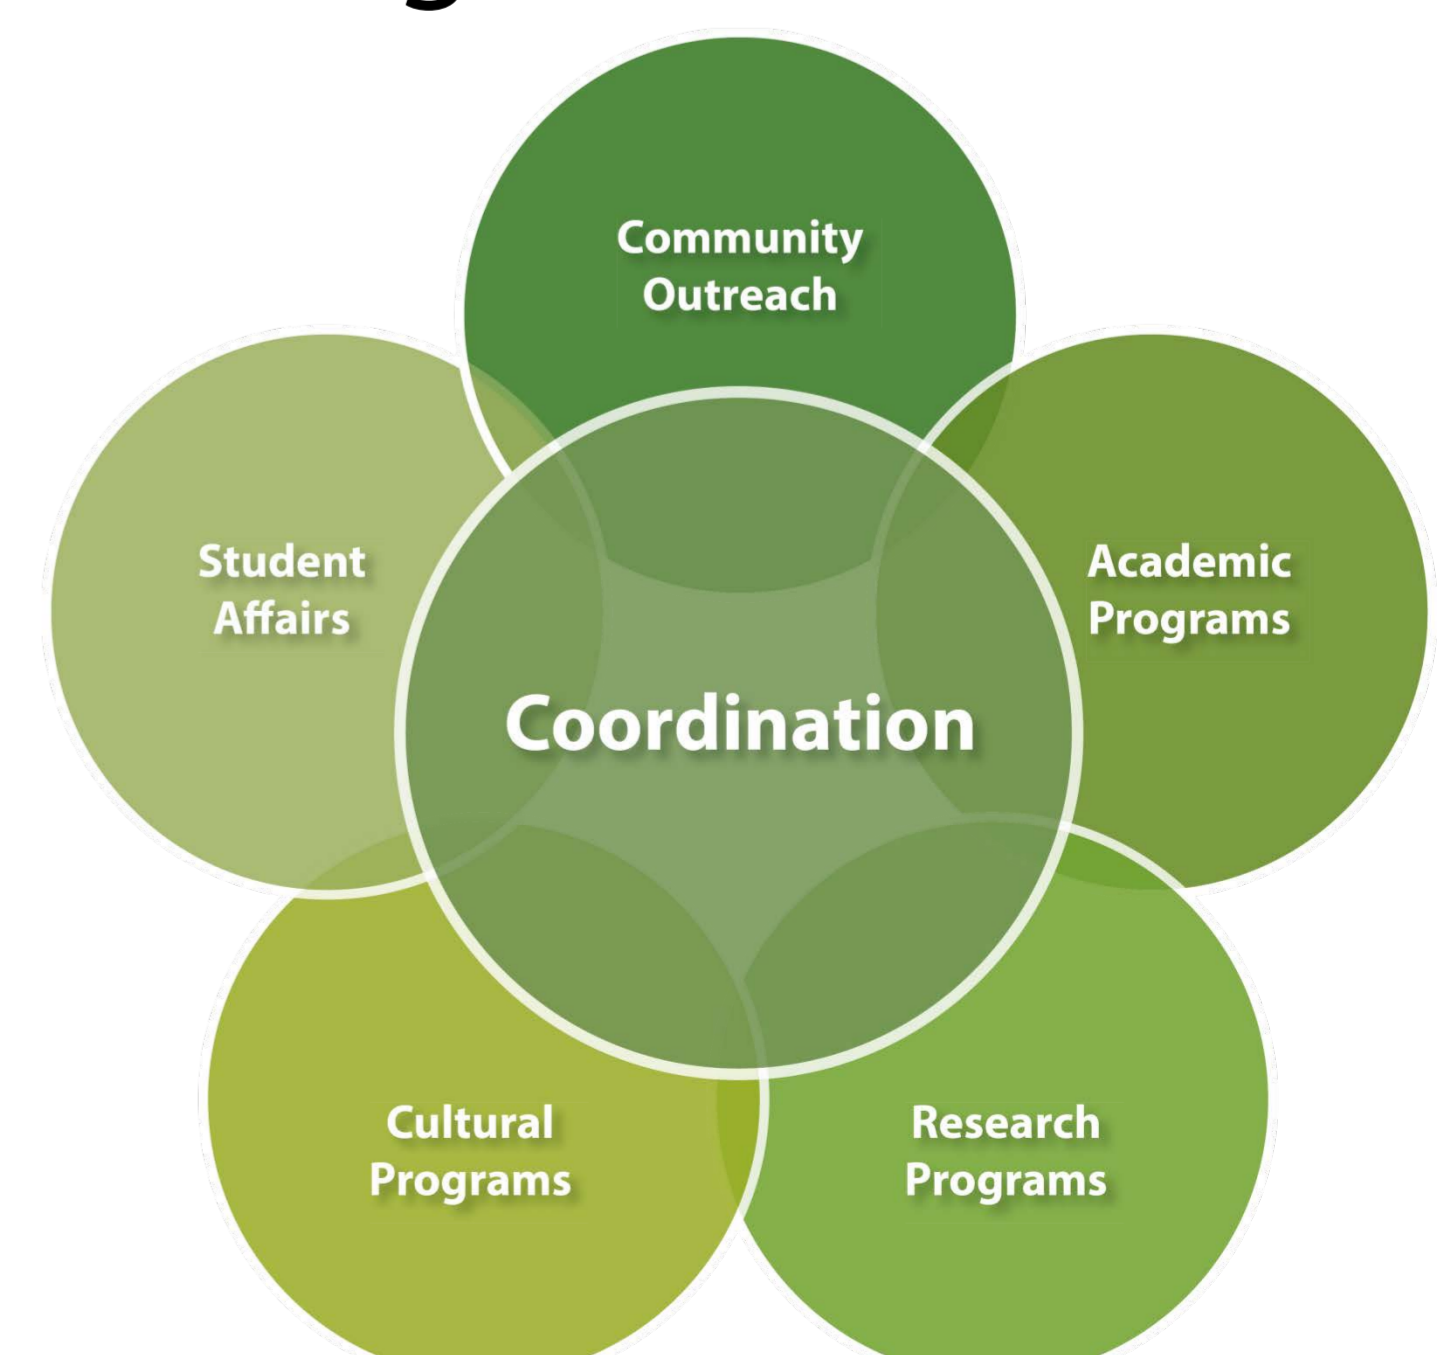 Community
Outreach
Student
Affairs
Academic
Programs
Coordination
Cultural
Programs
Research
Programs